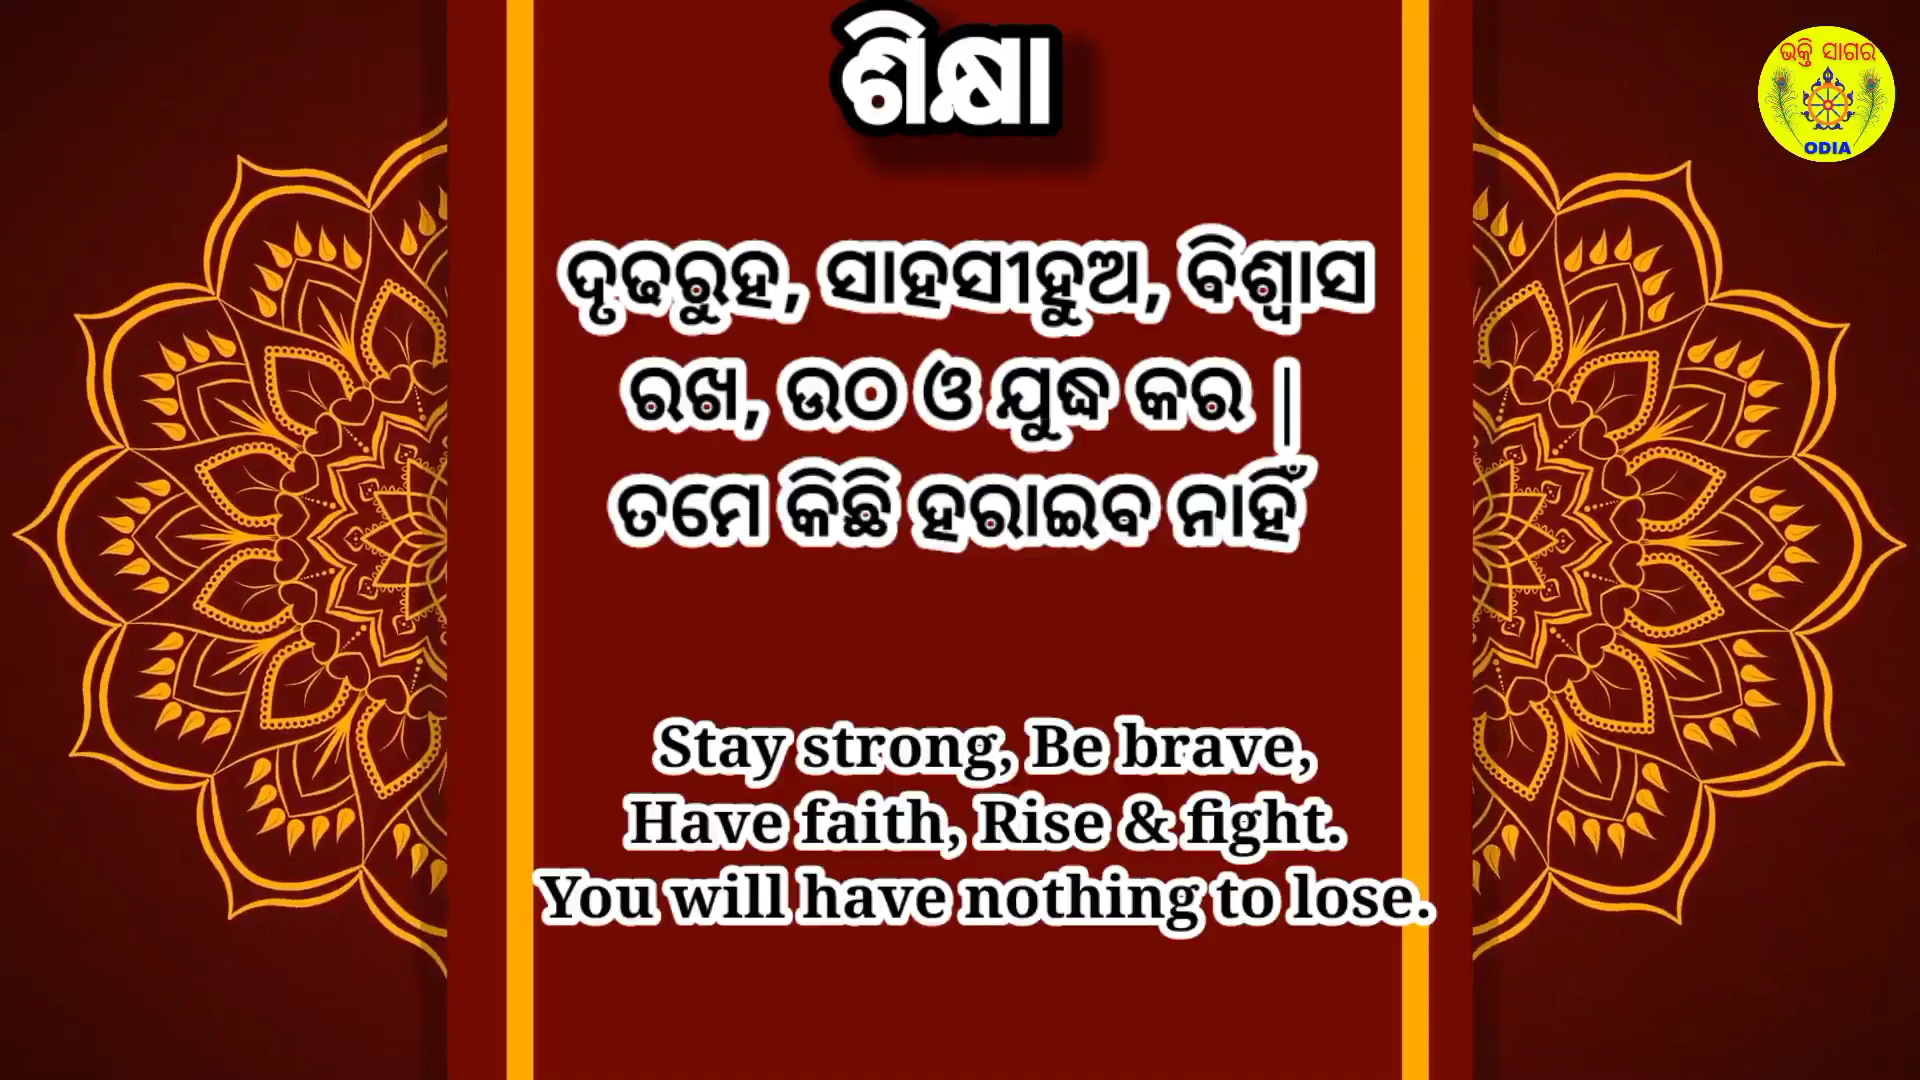 ଶିକ୍ଷା
ଭକ୍ତି ସାଗର
ODIA
ଦୃଢରୁହ, ସାହସୀହୁଅ, ବିଶ୍ୱାସ
ରଖ, ଉଠ ଓ ଯୁଦ୍ଧ କର |
ତମେ କିଛି ହରାଇବ ନାହିଁ
Stay strong, Be brave,
Have faith, Rise & fight.
You will have nothing to lose.